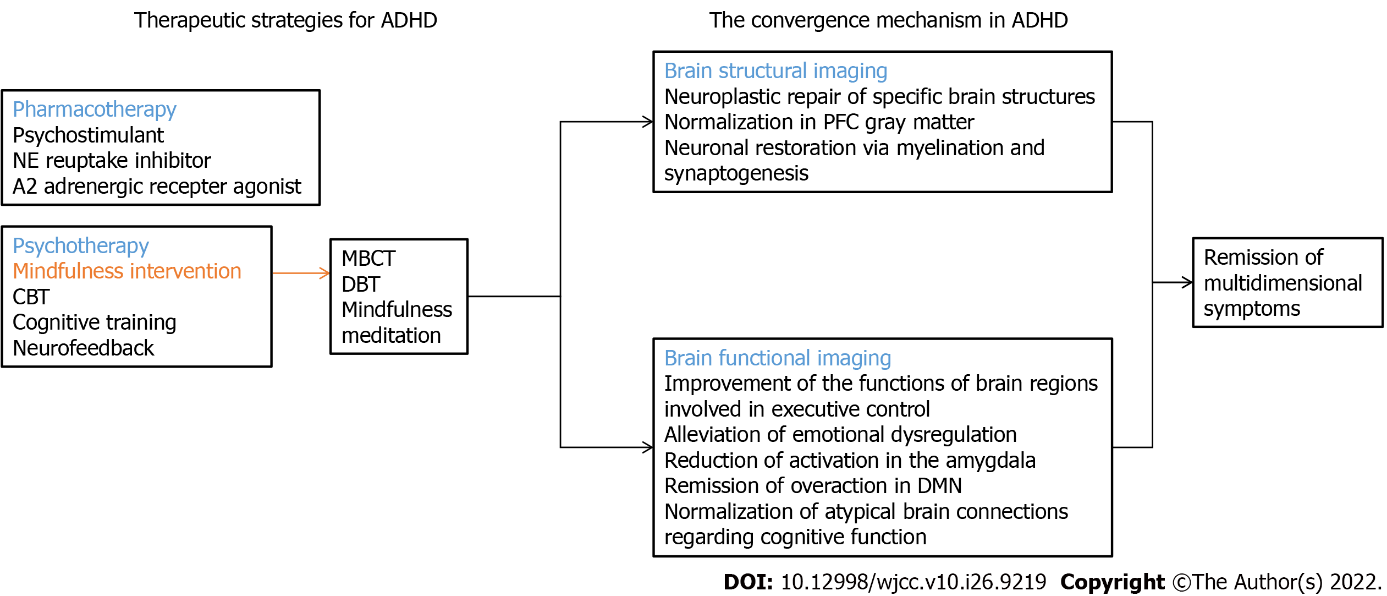 Therapeutic strategies for ADHD
The convergence mechanism in ADHD
Pharmacotherapy
Psychostimulant
NE reuptake inhibitor
A2 adrenergic recepter agonist
Psychotherapy
Mindfulness intervention
CBT
Cognitive training
Neurofeedback
MBCT
DBT
Mindfulness
meditation
Brain structural imaging
Neuroplastic repair of specific brain structures
Normalization in PFC gray matter
Neuronal restoration via myelination and
synaptogenesis
Brain functional imaging
Improvement of the functions of brain regions
involved in executive control
Alleviation of emotional dysregulation
Reduction of activation in the amygdala
Remission of overaction in DMN
Normalization of atypical brain connections
regarding cognitive function
Remission of
multidimensional
symptoms
DOI: 10.12998/wjcc.v10.i26.9219 Copyright ©The Author(s) 2022.